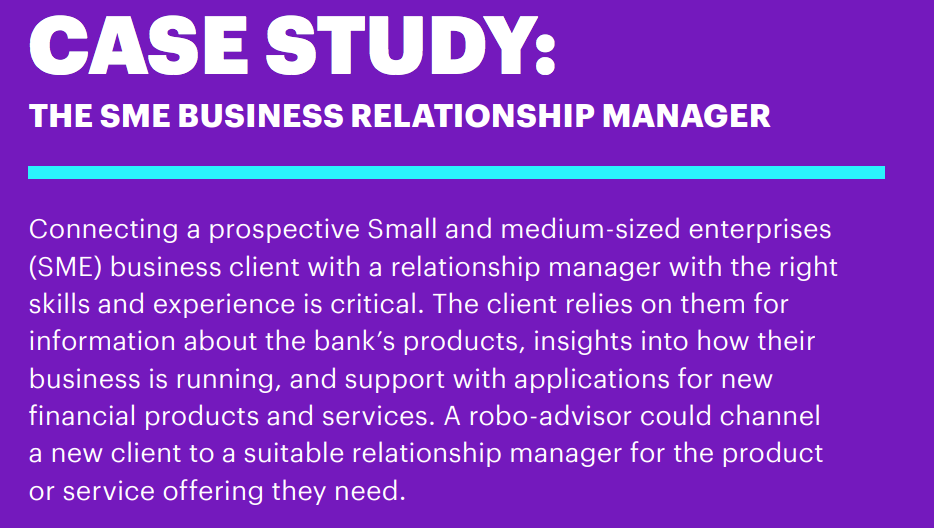 CASE STUDY:
THE SME BUSINESS RELATIONSHIP MANAGER
Connecting a prospective Small and medium-sized enterprises
(SME) business client with a relationship manager with the right
skills and experience is critical. The client relies on them for
information about the bank’s products, insights into how their
business is running, and support with applications for new
financial products and services. A robo-advisor could channel
a new client to a suitable relationship manager for the product
or service offering they need.